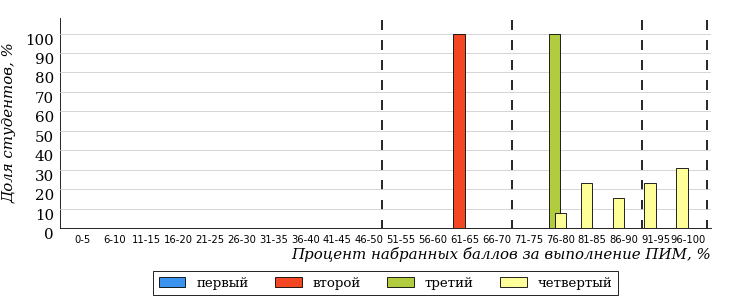 Доля студентов, %
100
90
80
70
60
50
40
30
20
10
0
0-5 6-10 11-15 16-20 21-25 26-30 31-35 36-40 41-45 46-50 51-55 56-60 61-65 66-70 71-75 76-80 81-85 86-90 91-95 96-100
Процент набранных баллов за выполнение ПИМ, %
первый второй третий четвертый